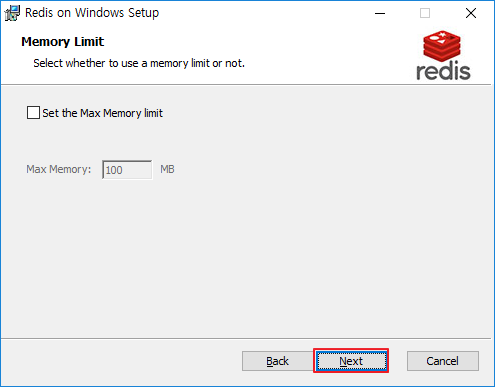 Redis on Windows Setup
Memory Limit
Select whether to use a memory limit or not.
redis
Set the Max Memory limit
Max Memory: 100 MB
Back Next Cancel